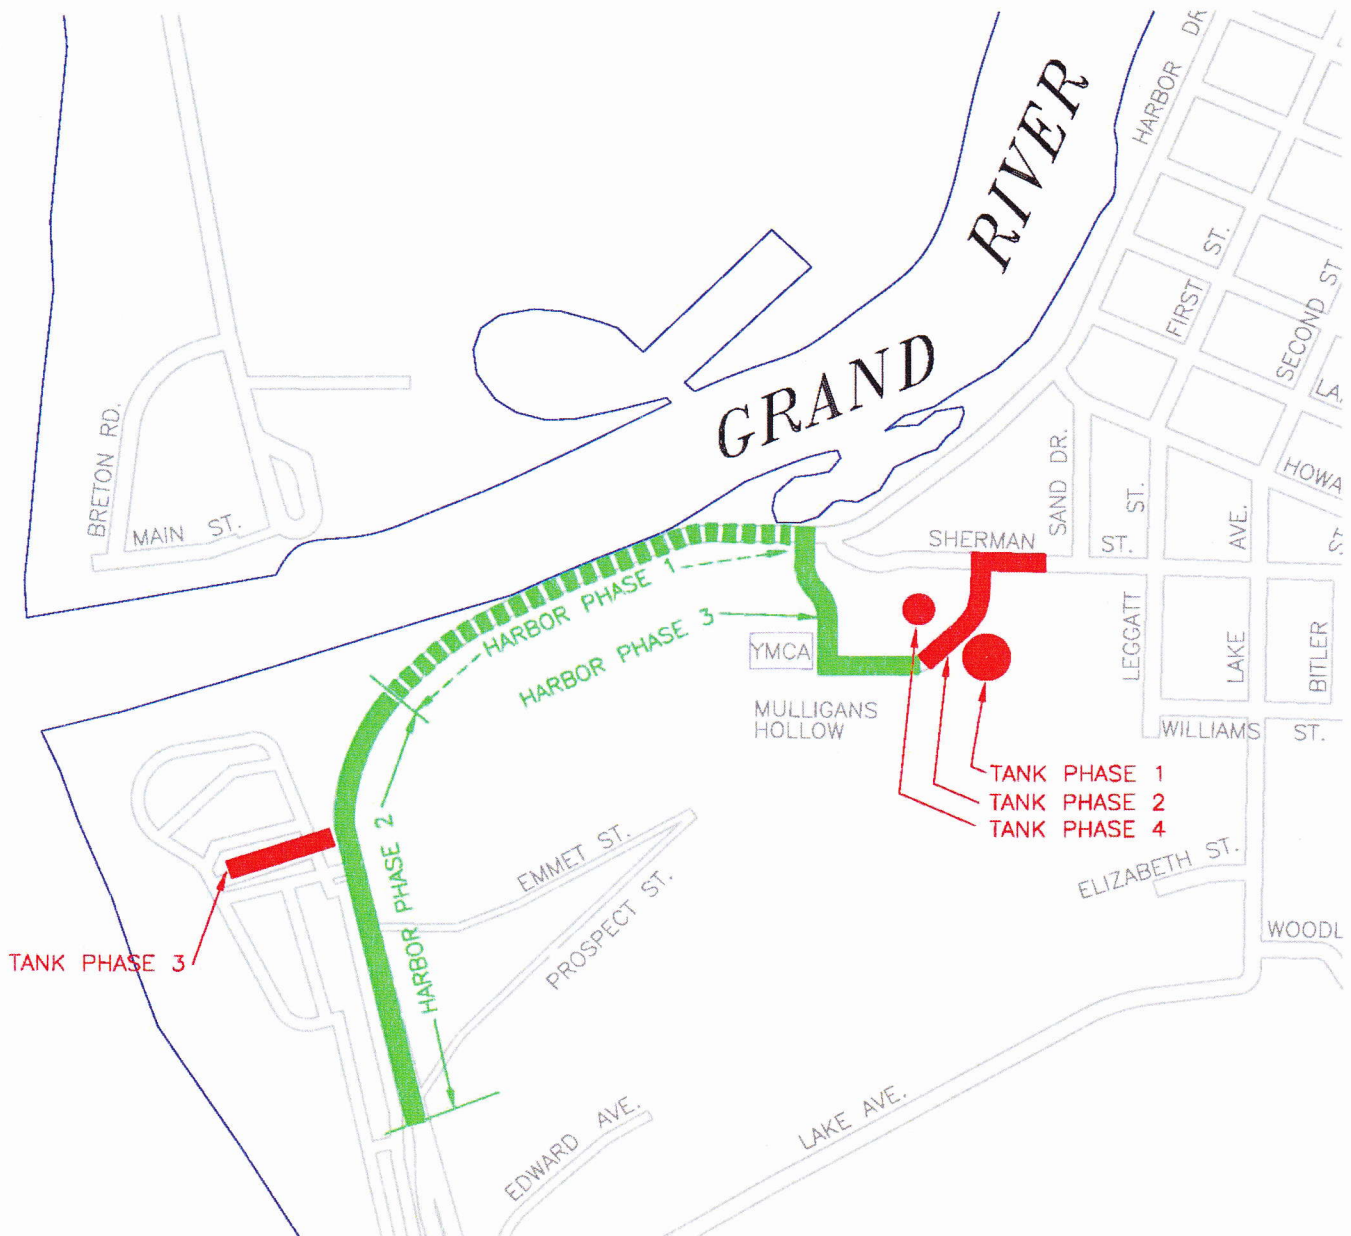 HARBOR DR
GRAND RIVER
FIRST ST.
SECOND ST
LA.
HOWA
ST.
BRETON RD.
MAIN ST.
SAND DR.
SHERMAN ST.
ST.
AVE.
LEGGATT
LAKE
BITLER
HARBOR PHASE 1
HARBOR PHASE 3
YMCA
MULLIGANS
HOLLOW
WILLIAMS ST.
TANK PHASE 1
TANK PHASE 2
TANK PHASE 4
HARBOR PHASE 2
EMMET ST.
PROSPECT ST.
ELIZABETH ST.
WOODL
TANK PHASE 3
EDWARD AVE.
LAKE AVE.